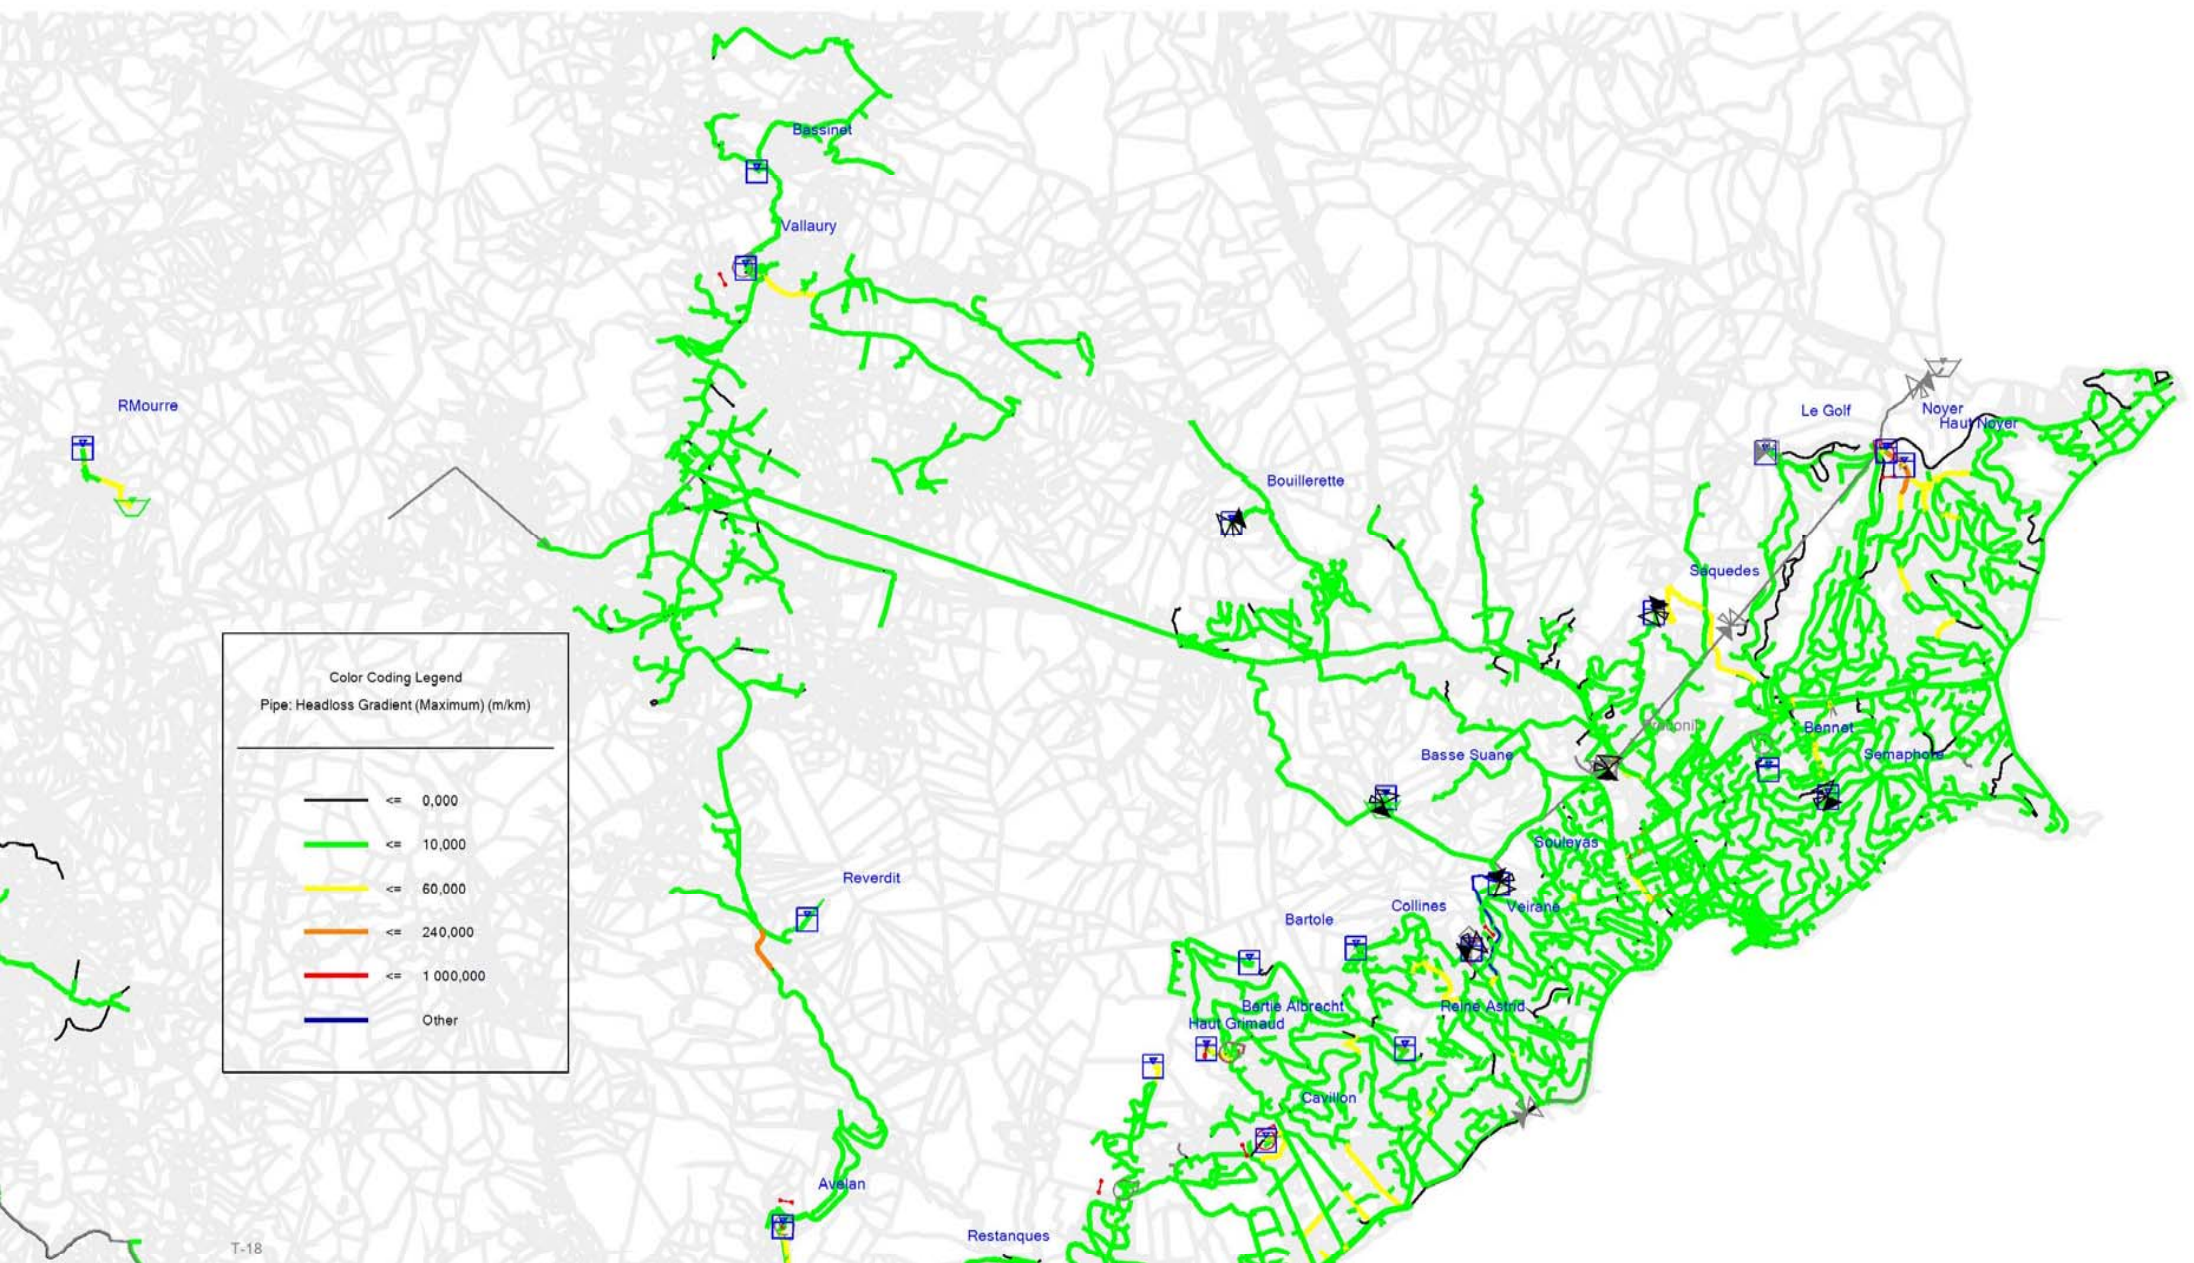 Bassinet
Vallaury
RMourre
Le Golf
Noyer
Haut Noyer
Bouillerette
Saquedes
Color Coding Legend
Pipe: Headloss Gradient (Maximum) (m/km)
<= 0,000
<= 10,000
<= 60,000
<= 240,000
<= 1 000,000
Other
Bennet
Basse Suane
Semaphore
Souleyas
Reverdit
Collines
Veirane
Bartole
Bertie Albrecht
Reine Astrid
Haut Grimaud
Cavillon
Avelan
Restanques
T-18